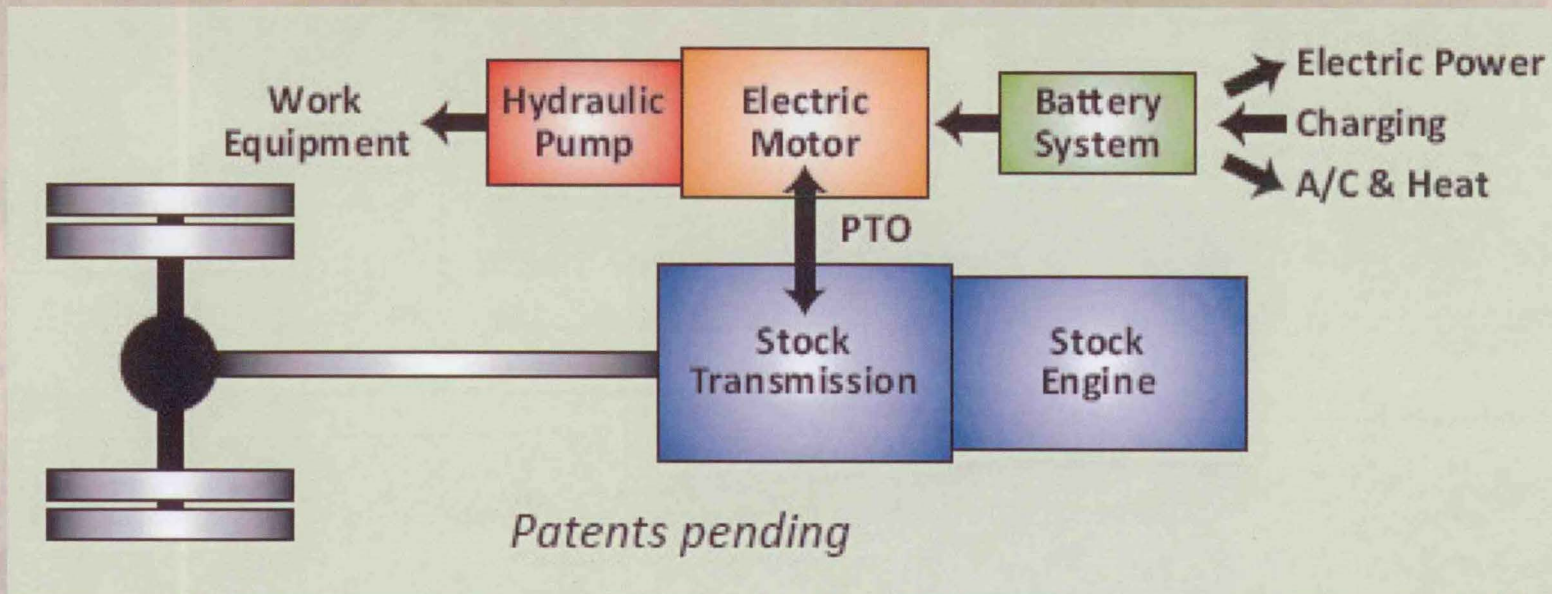 Work
Equipment
Hydraulic
Pump
Electric
Motor
Battery
System
Electric Power
Charging
A/C & Heat
PTO
Stock
Transmission
Stock
Engine
Patents pending